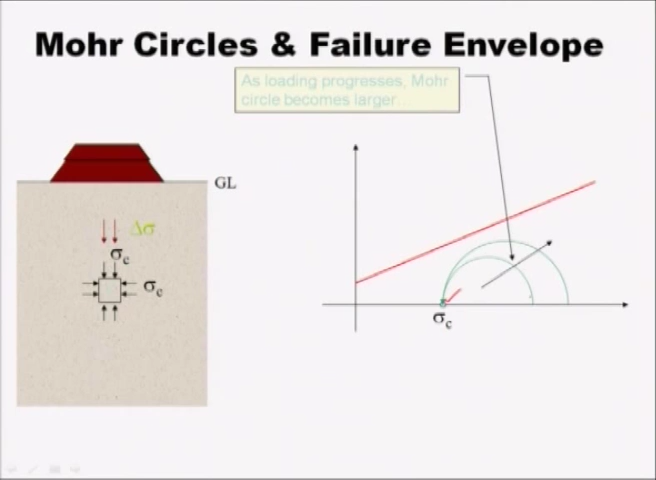 Mohr Circles & Failure Envelope
As loading progresses, Mohr
circle becomes larger
GL
Δσ
σc
σc
σc